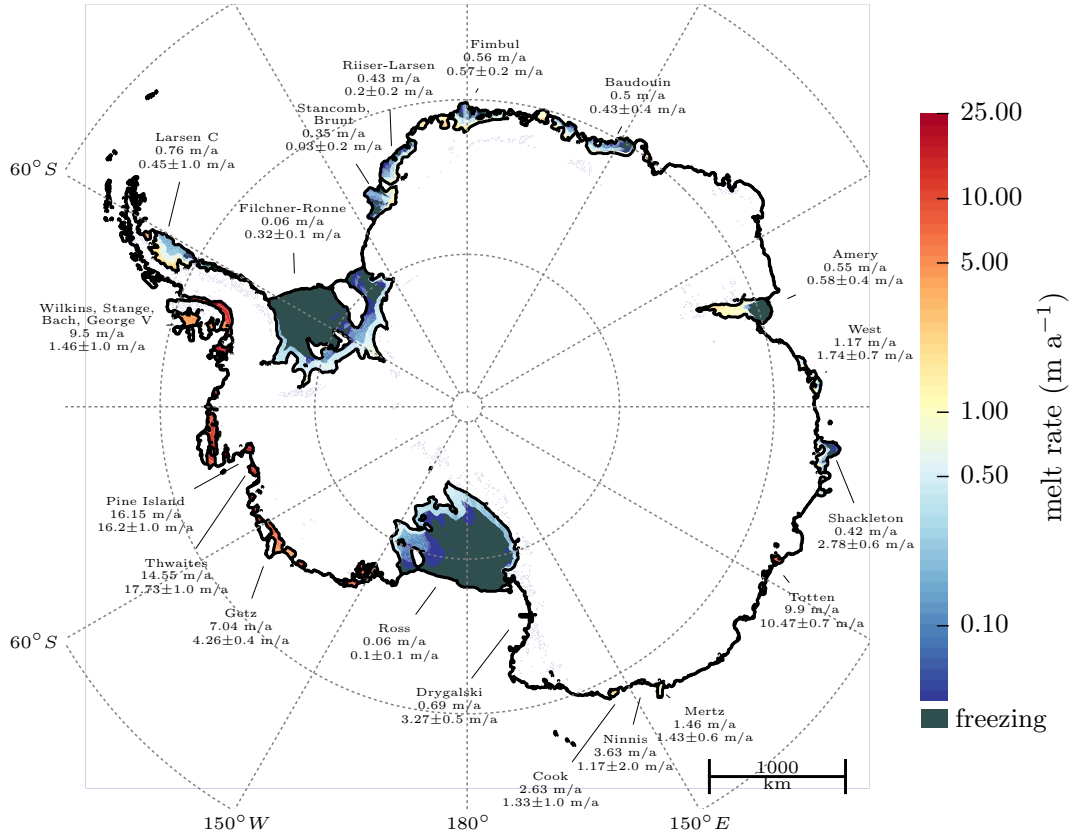 Fimbul
0.56 m/a
0.57±0.2 m/a
Riiser-Larsen
0.43 m/a
0.2±0.2 m/a
Baudouin
0.5 m/a
0.43±0.4 m/a
Stancomb,
Brunt
0.35 m/a
0.03±0.2 m/a
Larsen C
0.76 m/a
0.45±1.0 m/a
60°S
Filchner-Ronne
0.06 m/a
0.32±0.1 m/a
Amery
0.55 m/a
0.58±0.4 m/a
Wilkins, Stange,
Bach, George V
9.5 m/a
1.46±1.0 m/a
West
1.17 m/a
1.74±0.7 m/a
Pine Island
16.15 m/a
16.2±1.0 m/a
Shackleton
0.42 m/a
2.78±0.6 m/a
Thwaites
14.55 m/a
17.73±1.0 m/a
Totten
9.9 m/a
10.47±0.7 m/a
Getz
7.04 m/a
4.26±0.4 m/a
Ross
0.06 m/a
0.1±0.1 m/a
60°S
Drygalski
0.69 m/a
3.27±0.5 m/a
Mertz
1.46 m/a
1.43±0.6 m/a
Ninnis
3.63 m/a
1.17±2.0 m/a
Cook
2.63 m/a
1.33±1.0 m/a
1000
km
150°W
180°
150°E
25.00
10.00
5.00
1.00
0.50
0.10
freezing
melt rate (m a⁻¹)